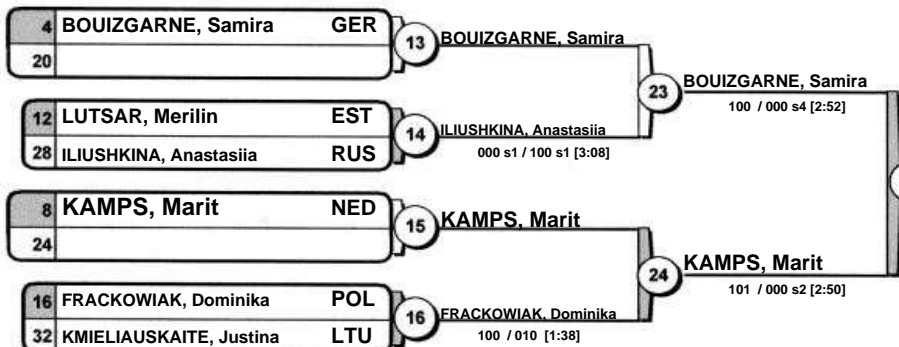 4 BOUIZGARNE, Samira GER
20
13 BOUIZGARNE, Samira
12 LUTSAR, Merilin EST
28 ILIUSHKINA, Anastasiia RUS
14 ILIUSHKINA, Anastasiia
000 s1 / 100 s1 [3:08]
23 BOUIZGARNE, Samira
100 / 000 s4 [2:52]
8 KAMPS, Marit NED
24
15 KAMPS, Marit
16 FRACKOWIAK, Dominika POL
32 KMIELIAUSKAITE, Justina LTU
16 FRACKOWIAK, Dominika
100 / 010 [1:38]
24 KAMPS, Marit
101 / 000 s2 [2:50]